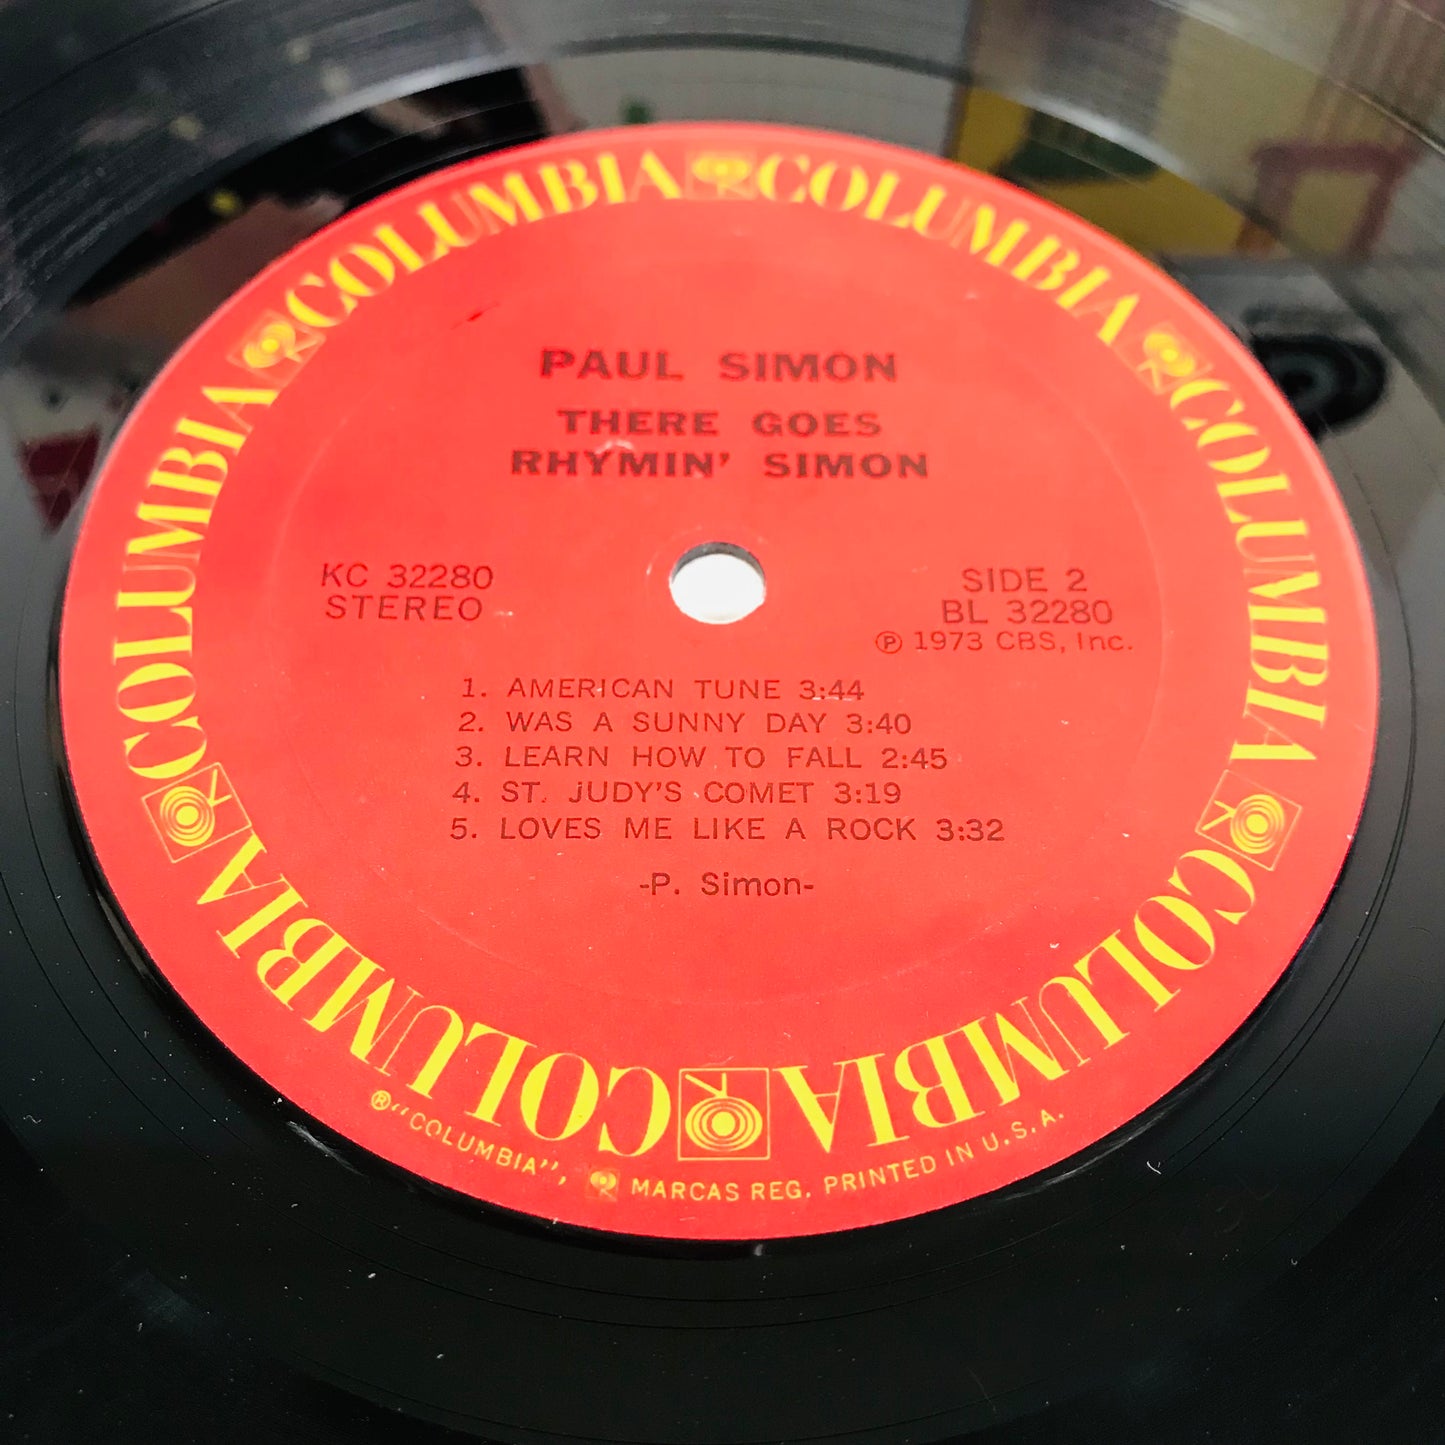 COLUMBIA COLUMBIA COLUMBIA COLUMBIA COLUMBIA COLUMBIA
PAUL SIMON
THERE GOES
RHYMIN' SIMON
KC 32280
STEREO
SIDE 2
BL 32280
℗ 1973 CBS, Inc.
1. AMERICAN TUNE 3:44
2. WAS A SUNNY DAY 3:40
3. LEARN HOW TO FALL 2:45
4. ST. JUDY'S COMET 3:19
5. LOVES ME LIKE A ROCK 3:32
-P. Simon-
® "COLUMBIA", MARCAS REG. PRINTED IN U.S.A.